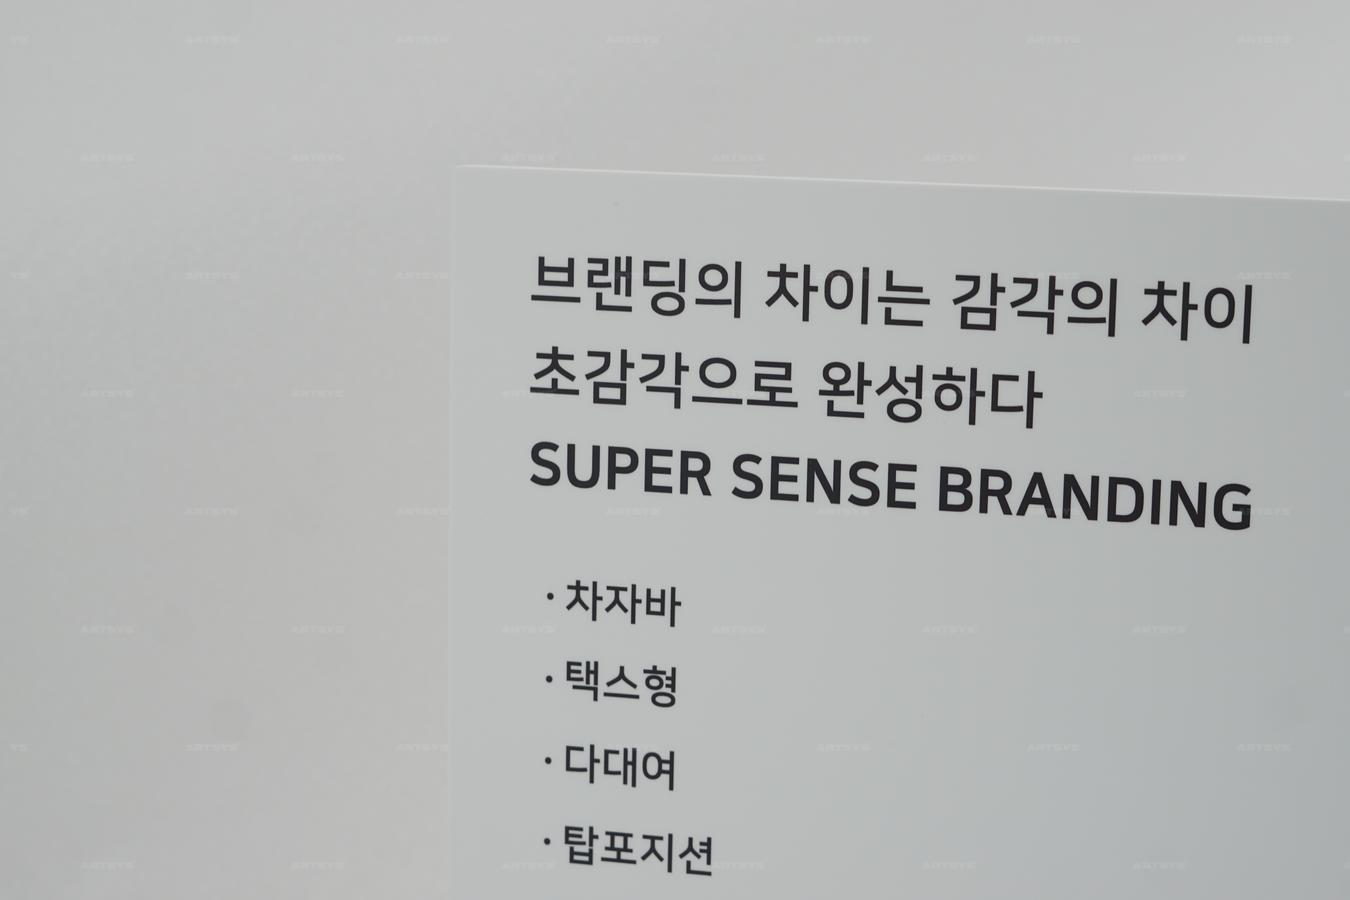 브랜딩의 차이는 감각의 차이
초감각으로 완성하다
SUPER SENSE BRANDING
· 차자바
· 택스형
· 다대여
· 탑포지션
ARTSYS